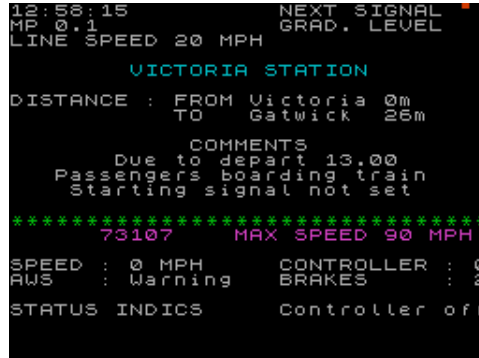 12:58:15 NEXT SIGNAL
MP 0.1 GRAD. LEVEL
LINE SPEED 20 MPH
VICTORIA STATION
DISTANCE : FROM Victoria 0m
TO Gatwick 26m
COMMENTS
Due to depart 13.00
Passengers boarding train
Starting signal not set
***********************************
73107 MAX SPEED 90 MPH
SPEED : 0 MPH CONTROLLER :
AWS : Warning BRAKES :
STATUS INDICS Controller of